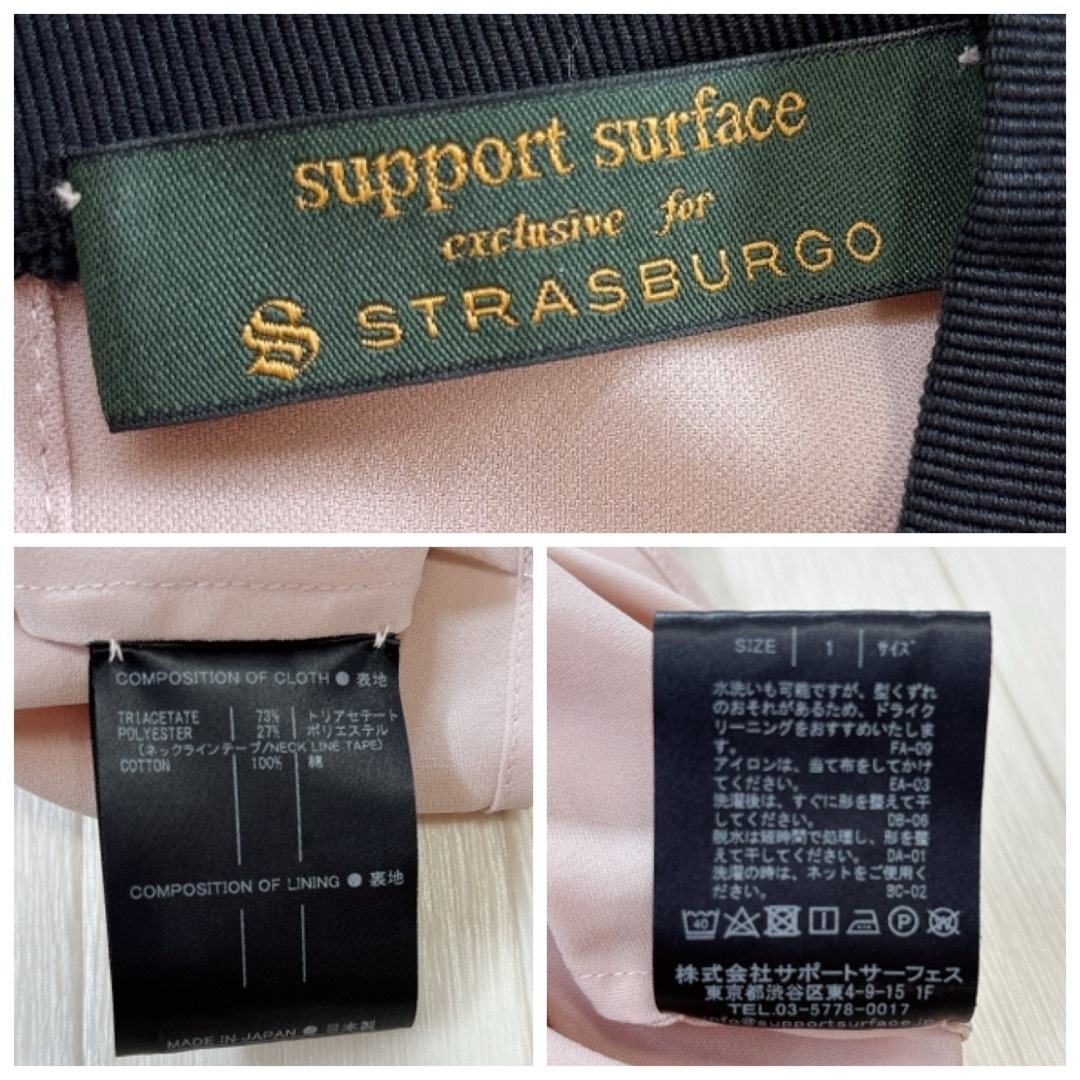 support surface
exclusive for
S STRASBURGO
COMPOSITION OF CLOTH ● 表地
TRIACETATE 73% トリアセテート
POLYESTER 27% ポリエステル
(ネックラインテープ/NECK LINE TAPE)
COTTON 100% 綿
COMPOSITION OF LINING ● 裏地
MADE IN JAPAN ● 日本製
SIZE 1 サイズ
水洗いも可能ですが、型くずれ
のおそれがあるため、ドライク
リーニングをおすすめいたしま
す。 FA-09
アイロンは、当て布をしてかけ
てください。 EA-03
洗濯後は、すぐに形を整えて干
してください。 DB-06
脱水は短時間で処理し、形を整
えて干してください。 DA-01
洗濯の時は、ネットをご使用く
ださい。 BC-02
40 P W
株式会社サポートサーフェス
東京都渋谷区東4-9-15 1F
TEL.03-5778-0017
info@supportsurface.jp